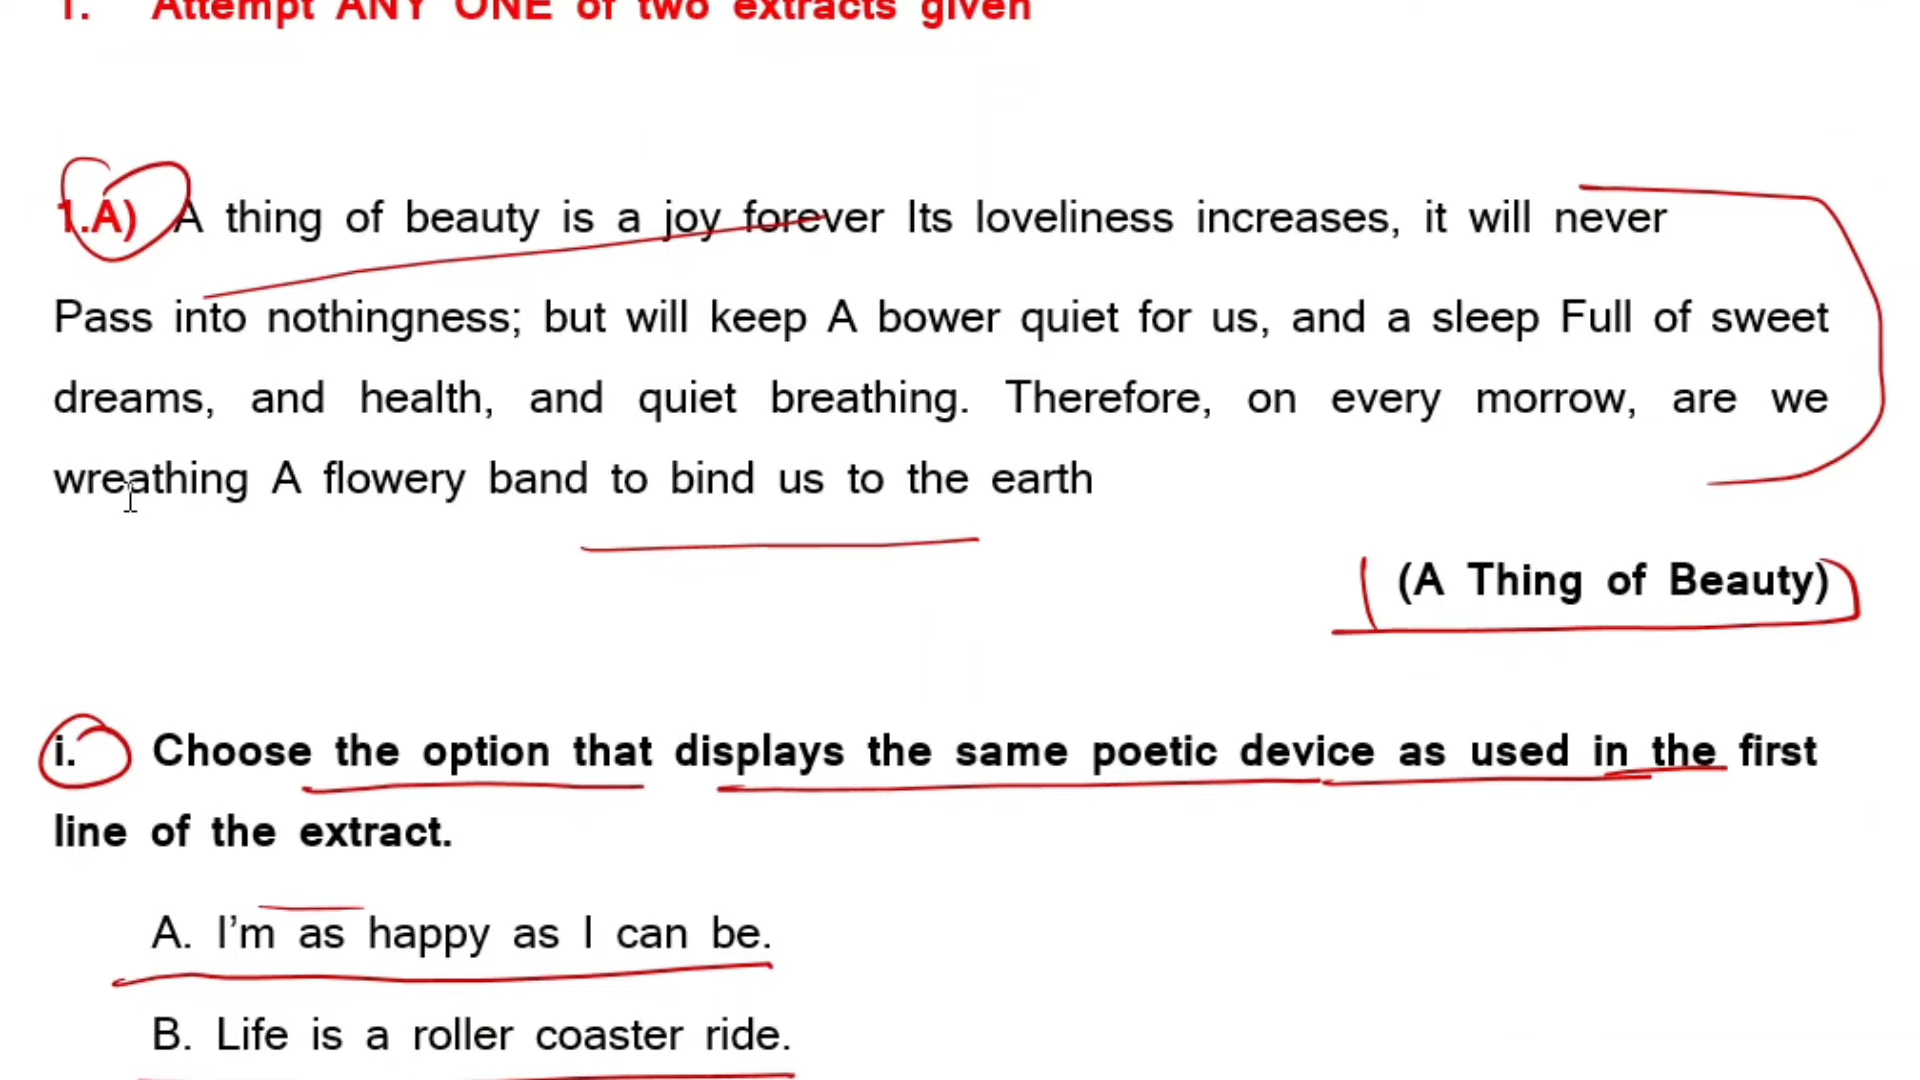 1. Attempt ANY ONE of two extracts given
1.A) A thing of beauty is a joy forever Its loveliness increases, it will never
Pass into nothingness; but will keep A bower quiet for us, and a sleep Full of sweet
dreams, and health, and quiet breathing. Therefore, on every morrow, are we
wreathing A flowery band to bind us to the earth
(A Thing of Beauty)
i. Choose the option that displays the same poetic device as used in the first
line of the extract.
A. I’m as happy as I can be.
B. Life is a roller coaster ride.